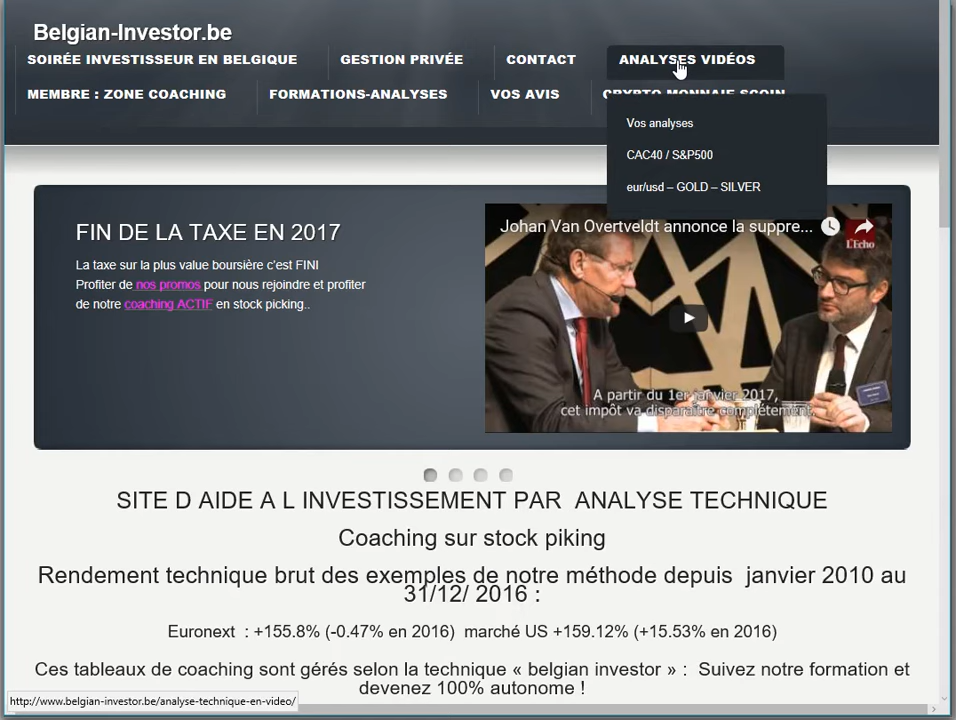 Belgian-Investor.be
SOIRÉE INVESTISSEUR EN BELGIQUE
GESTION PRIVÉE
CONTACT
ANALYSES VIDÉOS
MEMBRE : ZONE COACHING
FORMATIONS-ANALYSES
VOS AVIS
CRYPTO MONNAIE SCOIN
Vos analyses
CAC40 / S&P500
eur/usd – GOLD – SILVER
FIN DE LA TAXE EN 2017
La taxe sur la plus value boursière c'est FINI
Profiter de nos promos pour nous rejoindre et profiter
de notre coaching ACTIF en stock picking..
Johan Van Overtveldt annonce la suppre...
L'Echo
A partir du 1er janvier 2017,
cet impôt va disparaître complètement.
SITE D AIDE A L INVESTISSEMENT PAR ANALYSE TECHNIQUE
Coaching sur stock piking
Rendement technique brut des exemples de notre méthode depuis janvier 2010 au
31/12/ 2016 :
Euronext : +155.8% (-0.47% en 2016) marché US +159.12% (+15.53% en 2016)
Ces tableaux de coaching sont gérés selon la technique « belgian investor » : Suivez notre formation et
devenez 100% autonome !
http://www.belgian-investor.be/analyse-technique-en-video/